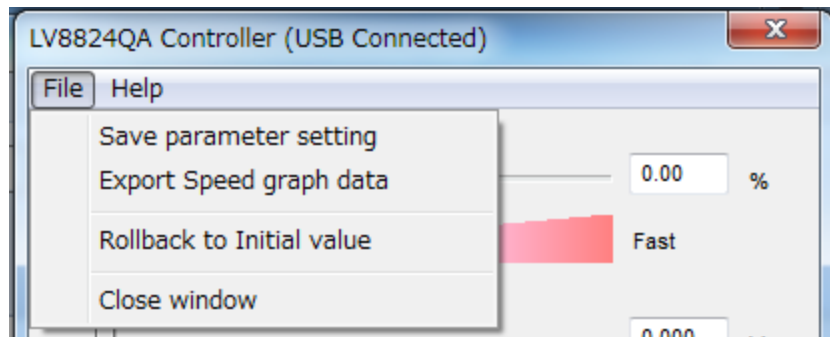 LV8824QA Controller (USB Connected)
File Help
Save parameter setting
Export Speed graph data
0.00 %
Rollback to Initial value
Fast
Close window